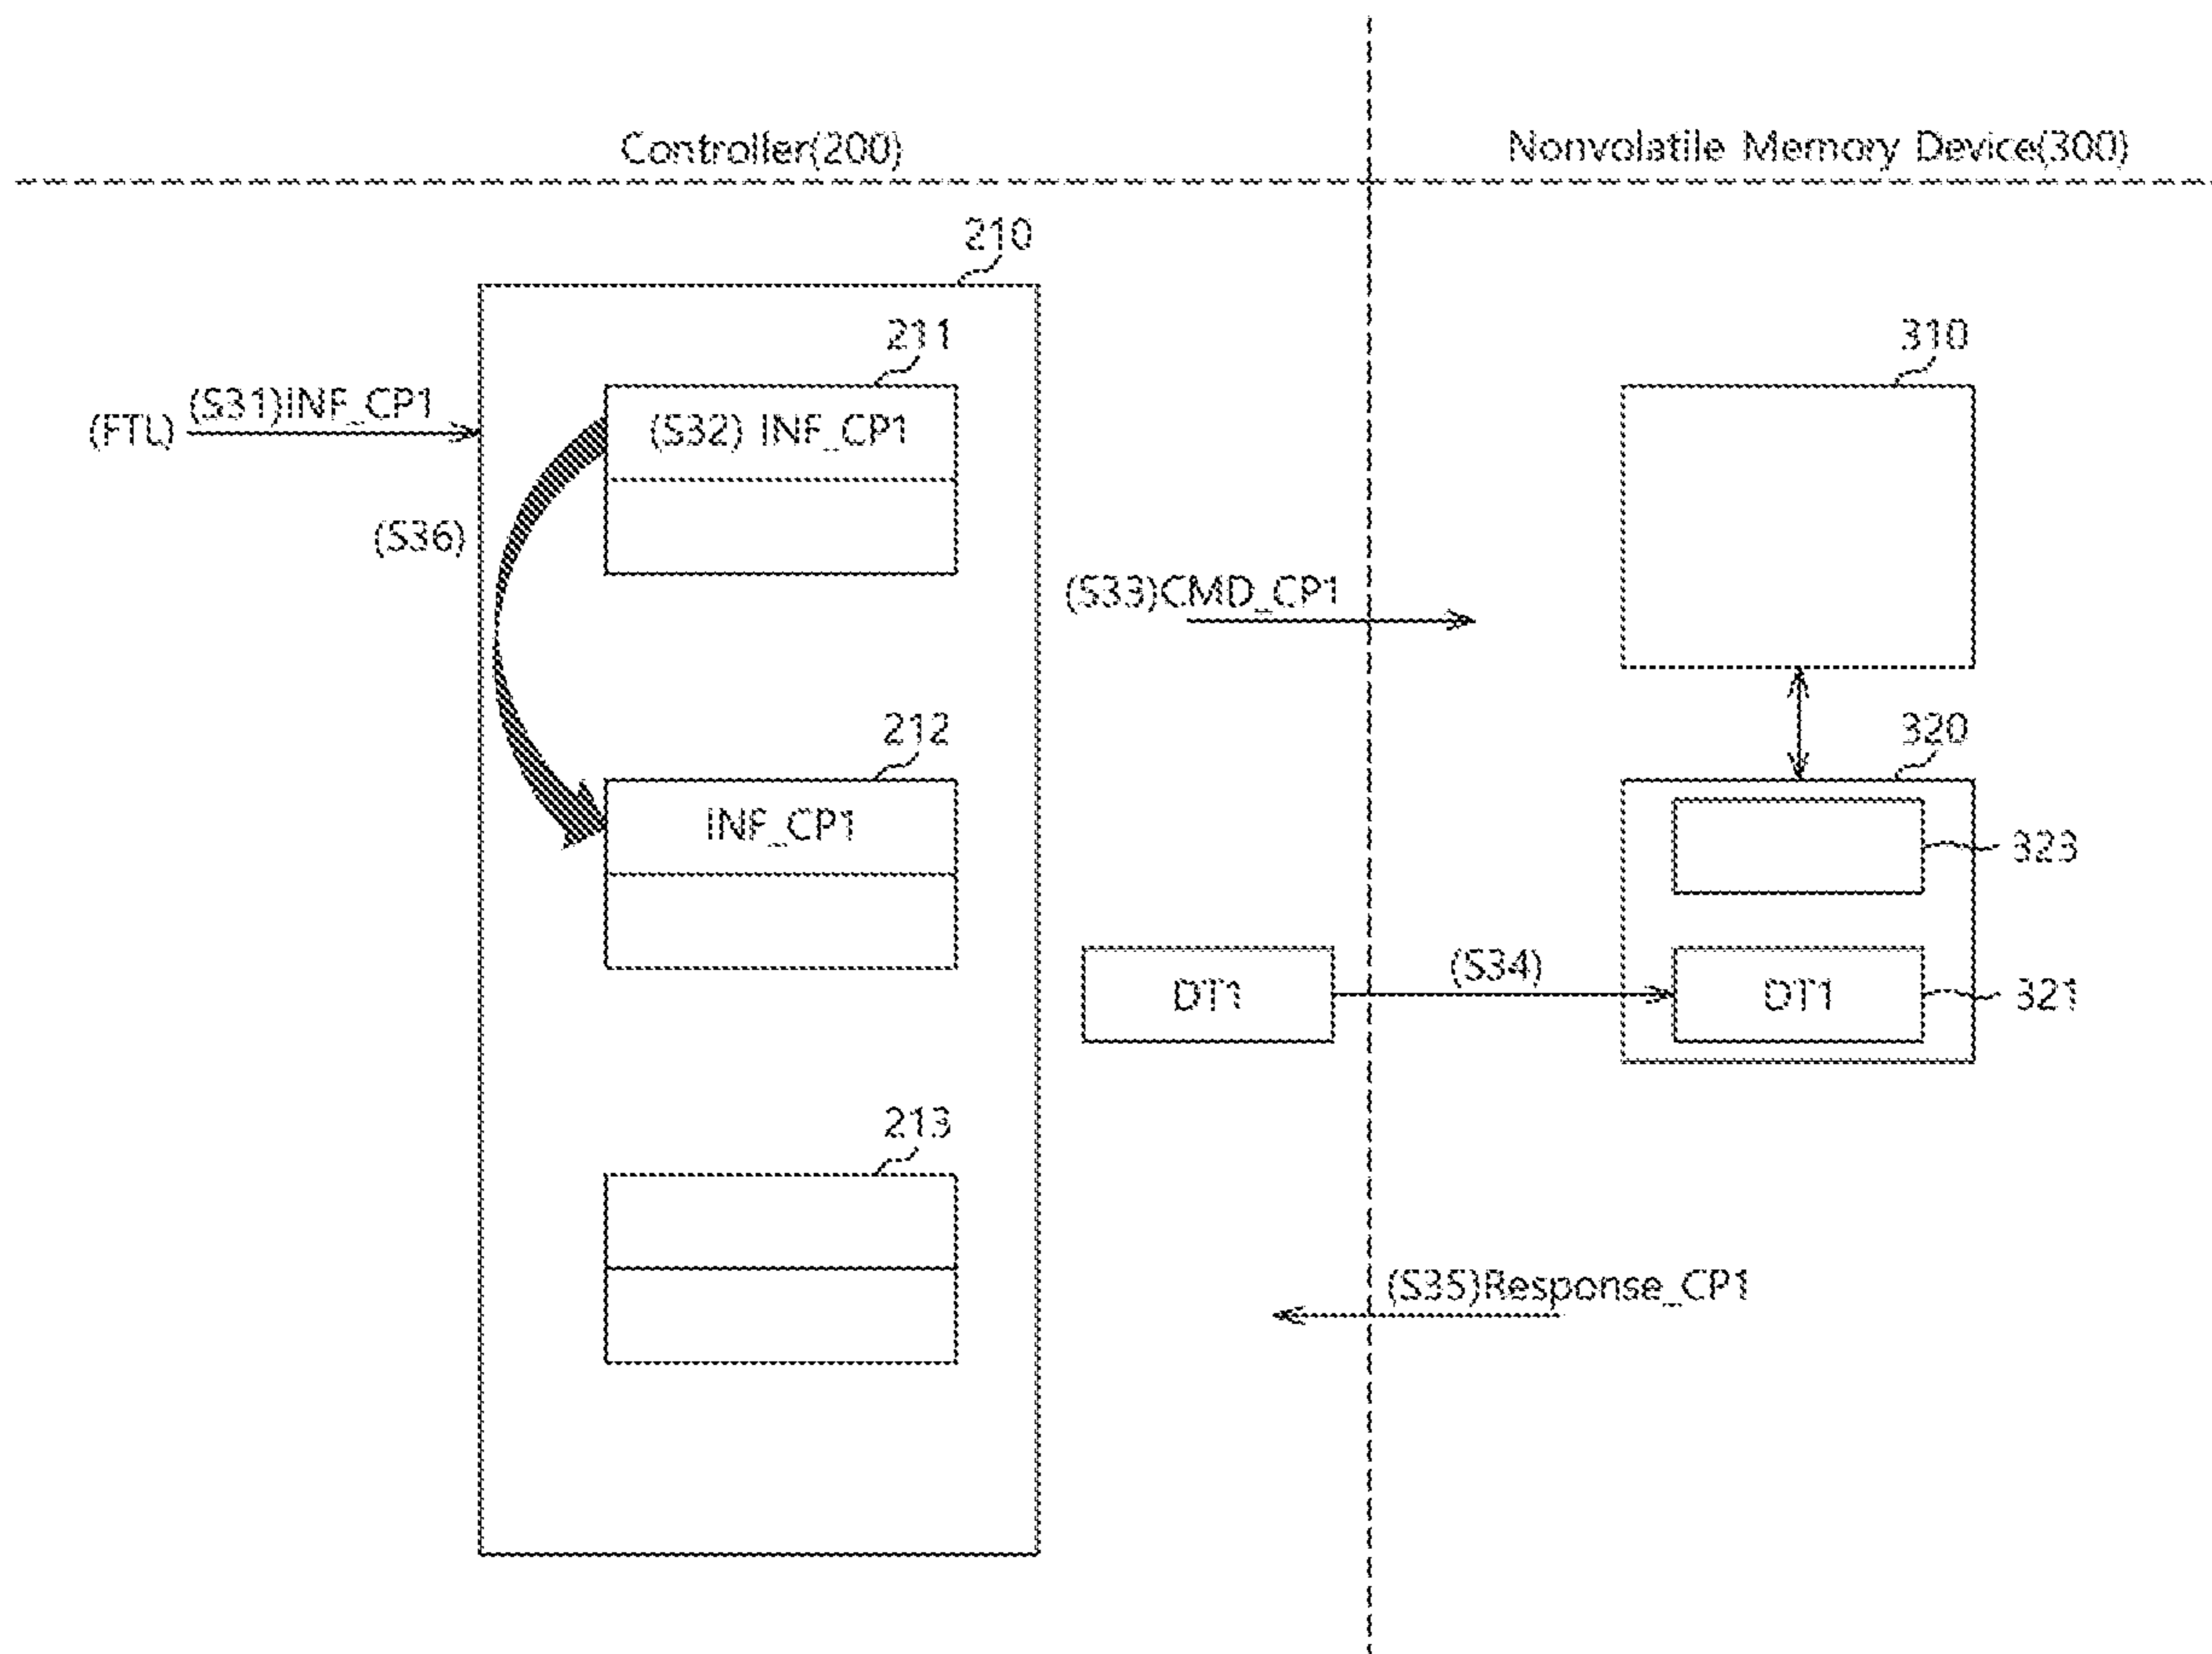 Controller(200)
Nonvolatile Memory Device(300)
210
211
310
(FTL)
(S31)INF_CP1
(S32) INF_CP1
(S36)
(S33)CMD_CP1
212
320
INF_CP1
323
DT1
(S34)
DT1
321
213
(S35)Response_CP1